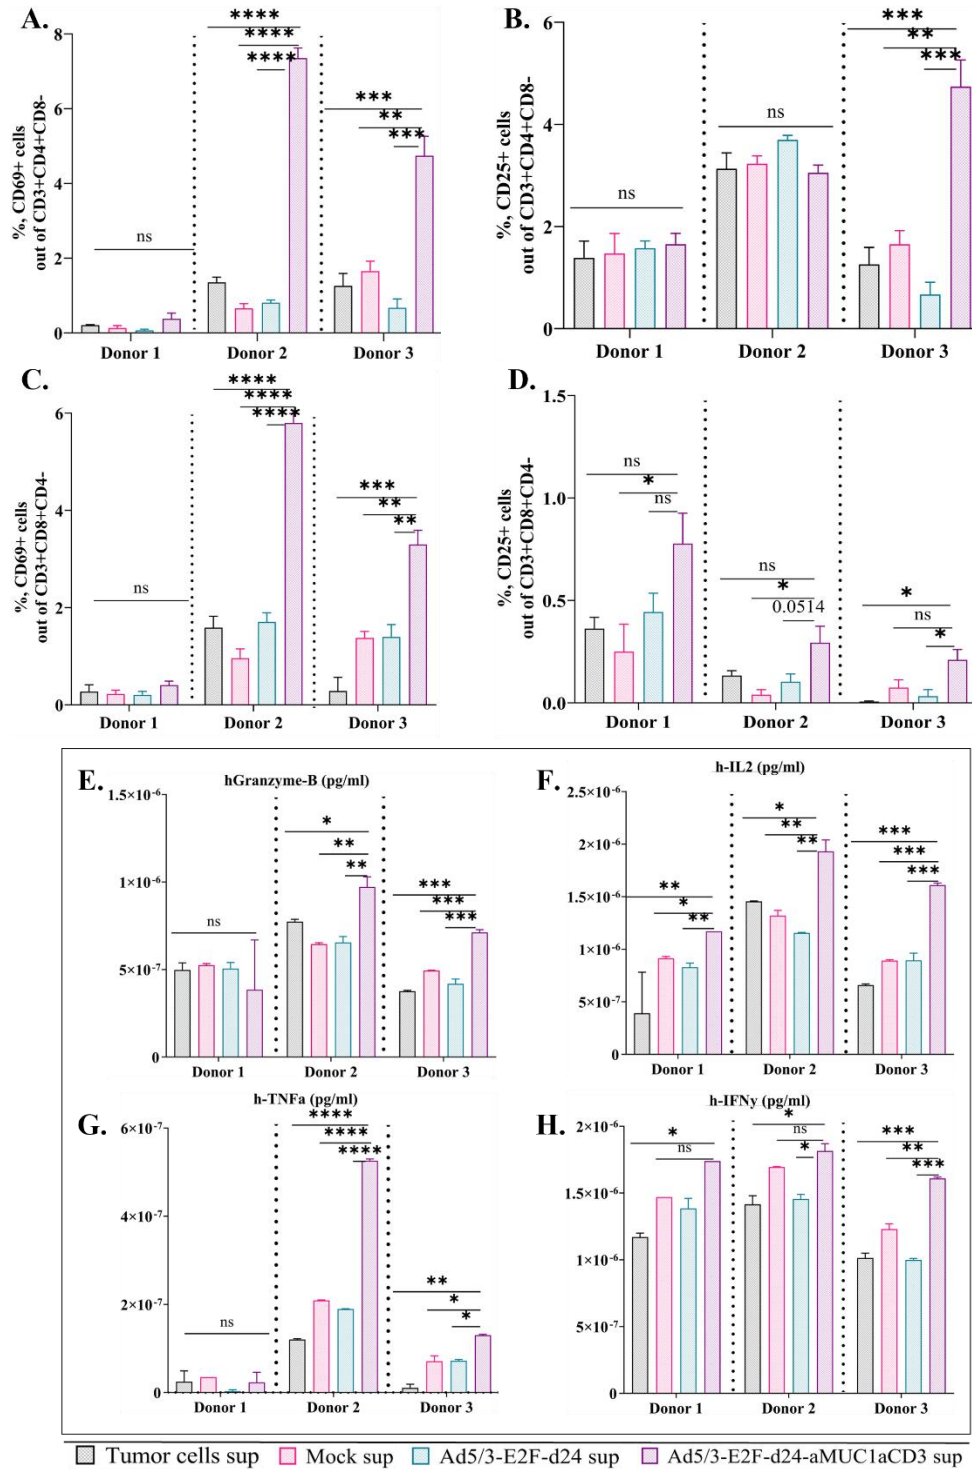 A.
%, CD69+ cells
out of CD3+CD4+CD8-
8
6
4
2
0
ns
****
****
****
***
**
***
Donor 1 Donor 2 Donor 3
B.
%, CD25+ cells
out of CD3+CD4+CD8-
6
4
2
0
ns
ns
***
**
***
Donor 1 Donor 2 Donor 3
C.
%, CD69+ cells
out of CD3+CD8+CD4-
6
4
2
0
ns
****
****
****
***
**
**
Donor 1 Donor 2 Donor 3
D.
%, CD25+ cells
out of CD3+CD8+CD4-
1.5
1.0
0.5
0.0
ns
*
ns
ns
*
0.0514
*
ns
*
Donor 1 Donor 2 Donor 3
E.
hGranzyme-B (pg/ml)
1.5×10-6
1×10-6
5×10-7
0
ns
*
**
**
***
***
***
Donor 1 Donor 2 Donor 3
F.
h-IL2 (pg/ml)
2.5×10-6
2×10-6
1.5×10-6
1×10-6
5×10-7
0
**
*
**
*
**
**
***
***
***
Donor 1 Donor 2 Donor 3
G.
h-TNFa (pg/ml)
6×10-7
4×10-7
2×10-7
0
ns
****
****
****
**
*
*
Donor 1 Donor 2 Donor 3
H.
h-IFNy (pg/ml)
2×10-6
1.5×10-6
1×10-6
5×10-7
0
*
ns
*
ns
*
***
**
***
Donor 1 Donor 2 Donor 3
Tumor cells sup Mock sup Ad5/3-E2F-d24 sup Ad5/3-E2F-d24-aMUC1aCD3 sup